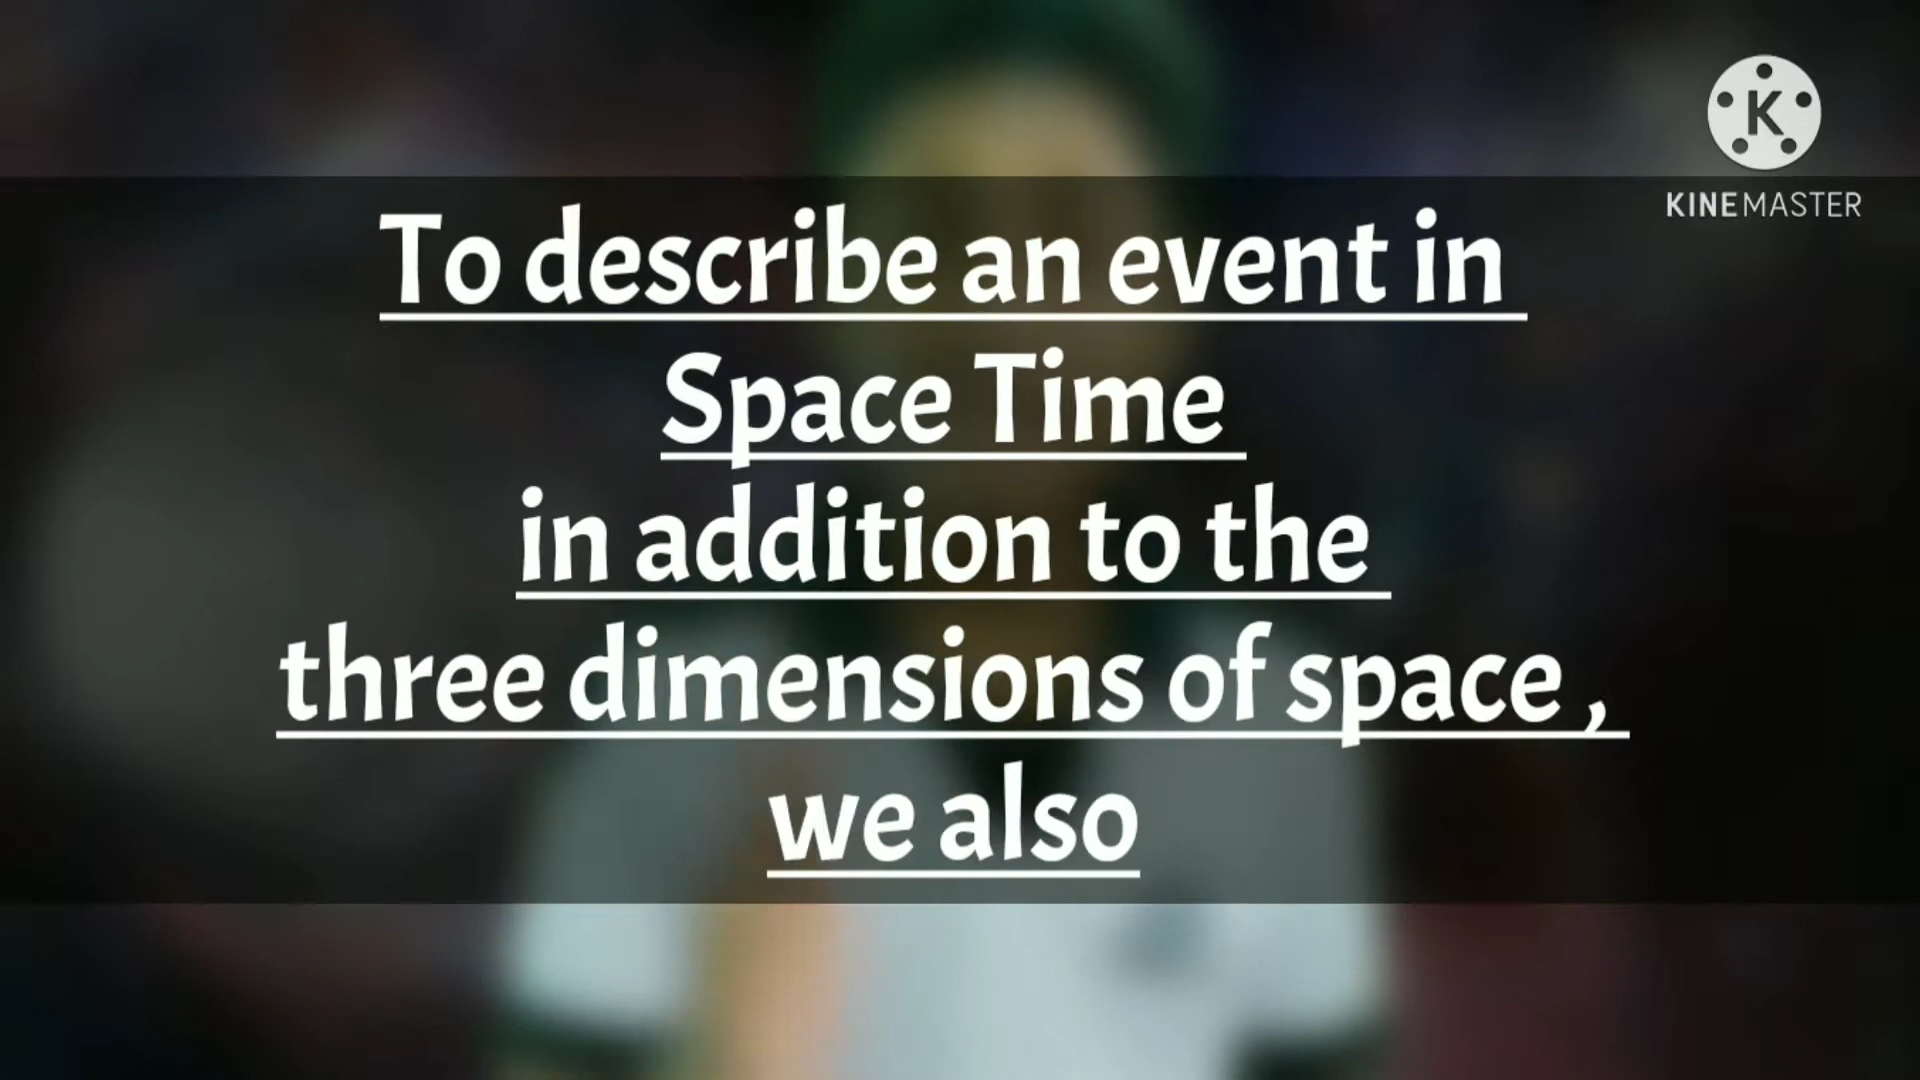 K
KINEMASTER
To describe an event in
Space Time
in addition to the
three dimensions of space ,
we also